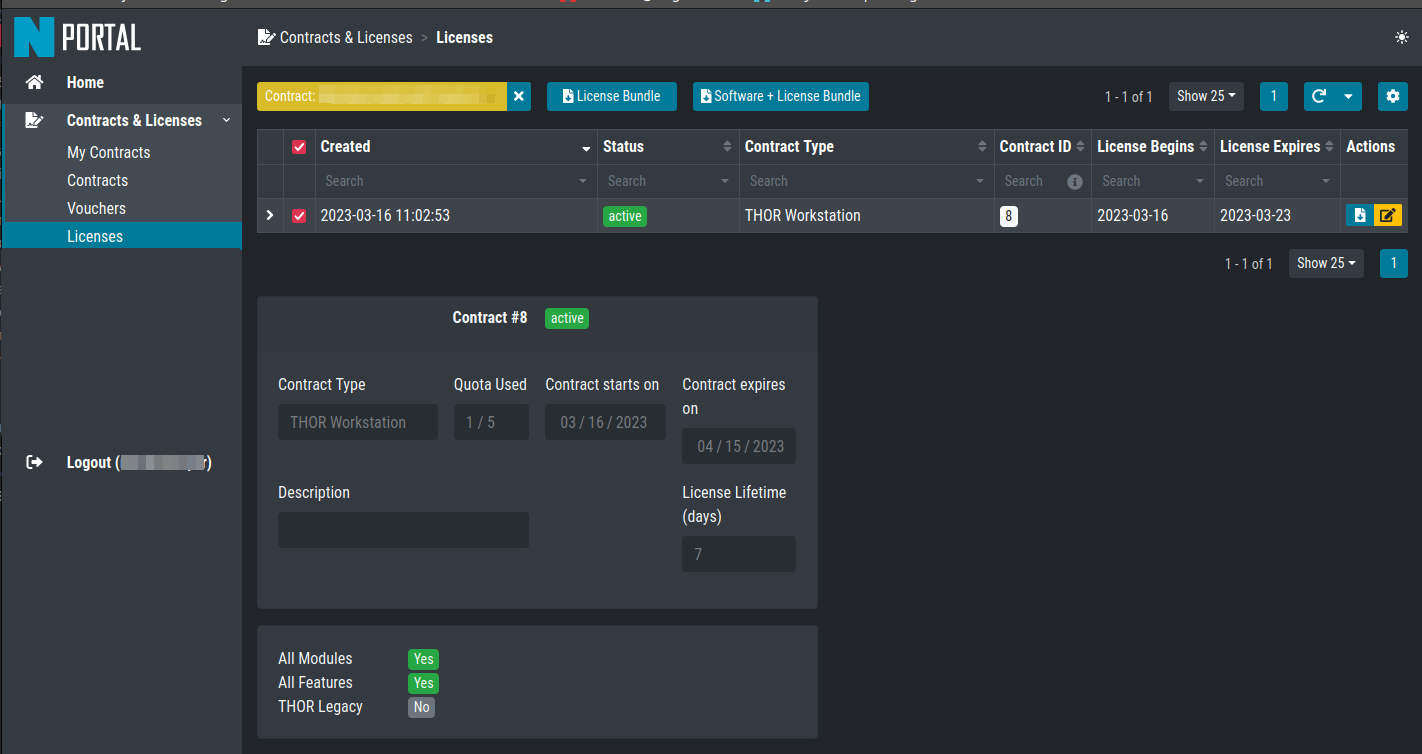 N PORTAL
Contracts & Licenses > Licenses
Home
Contracts & Licenses
My Contracts
Contracts
Vouchers
Licenses
Logout (
r)
Contract:
License Bundle
Software + License Bundle
1 - 1 of 1
Show 25
1
Created Status Contract Type Contract ID License Begins License Expires Actions
Search Search Search Search Search Search
2023-03-16 11:02:53 active THOR Workstation 8 2023-03-16 2023-03-23
1 - 1 of 1 Show 25 1
Contract #8 active
Contract Type Quota Used Contract starts on Contract expires
on
THOR Workstation 1 / 5 03 / 16 / 2023
04 / 15 / 2023
Description License Lifetime
(days)
7
All Modules Yes
All Features Yes
THOR Legacy No